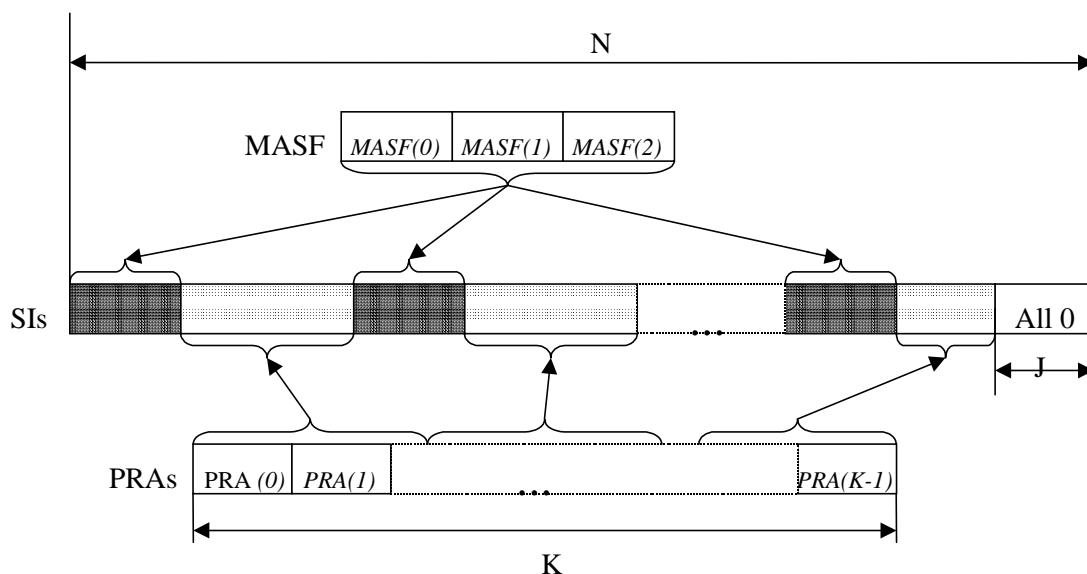 N
MASF MASF(0) MASF(1) MASF(2)
SIs ... All 0
J
PRAs PRA (0) PRA(1) ... PRA(K-1)
K